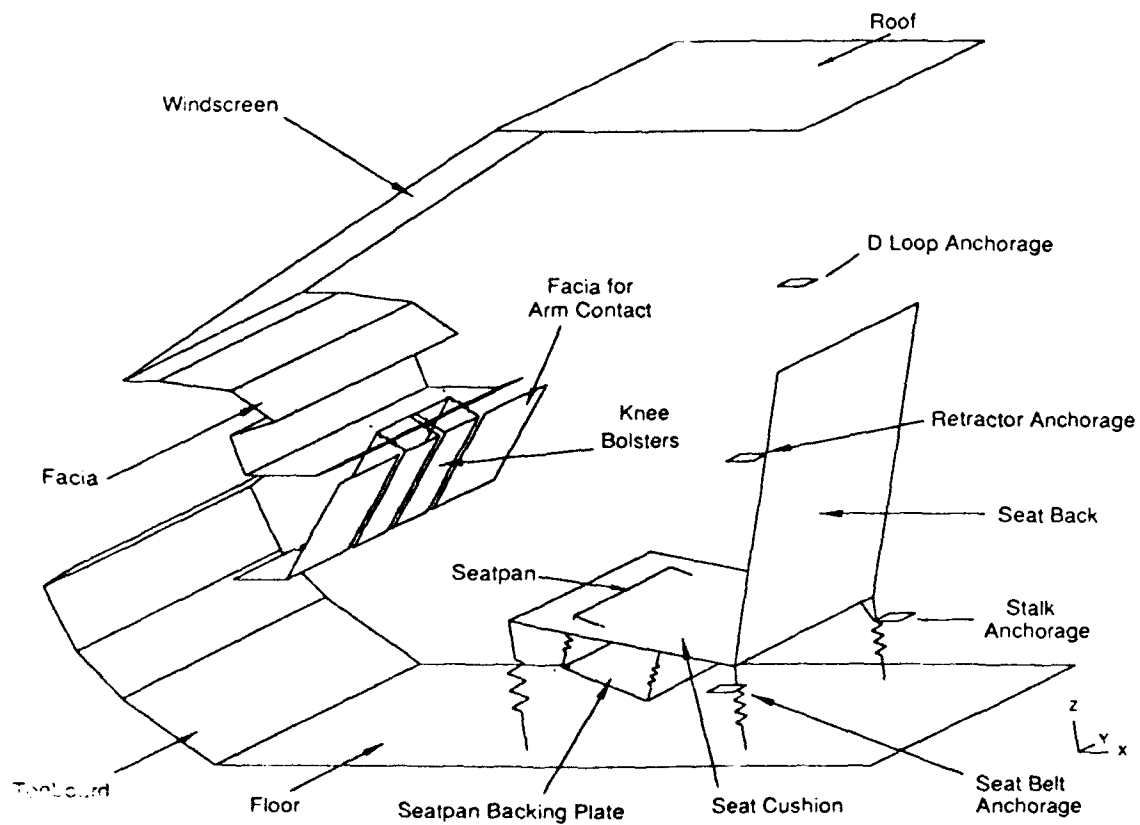 Roof
Windscreen
D Loop Anchorage
Facia for
Arm Contact
Knee
Bolsters
Retractor Anchorage
Facia
Seat Back
Seatpan
Stalk
Anchorage
Z
Y
X
Floor
Seatpan Backing Plate
Seat Cushion
Seat Belt
Anchorage